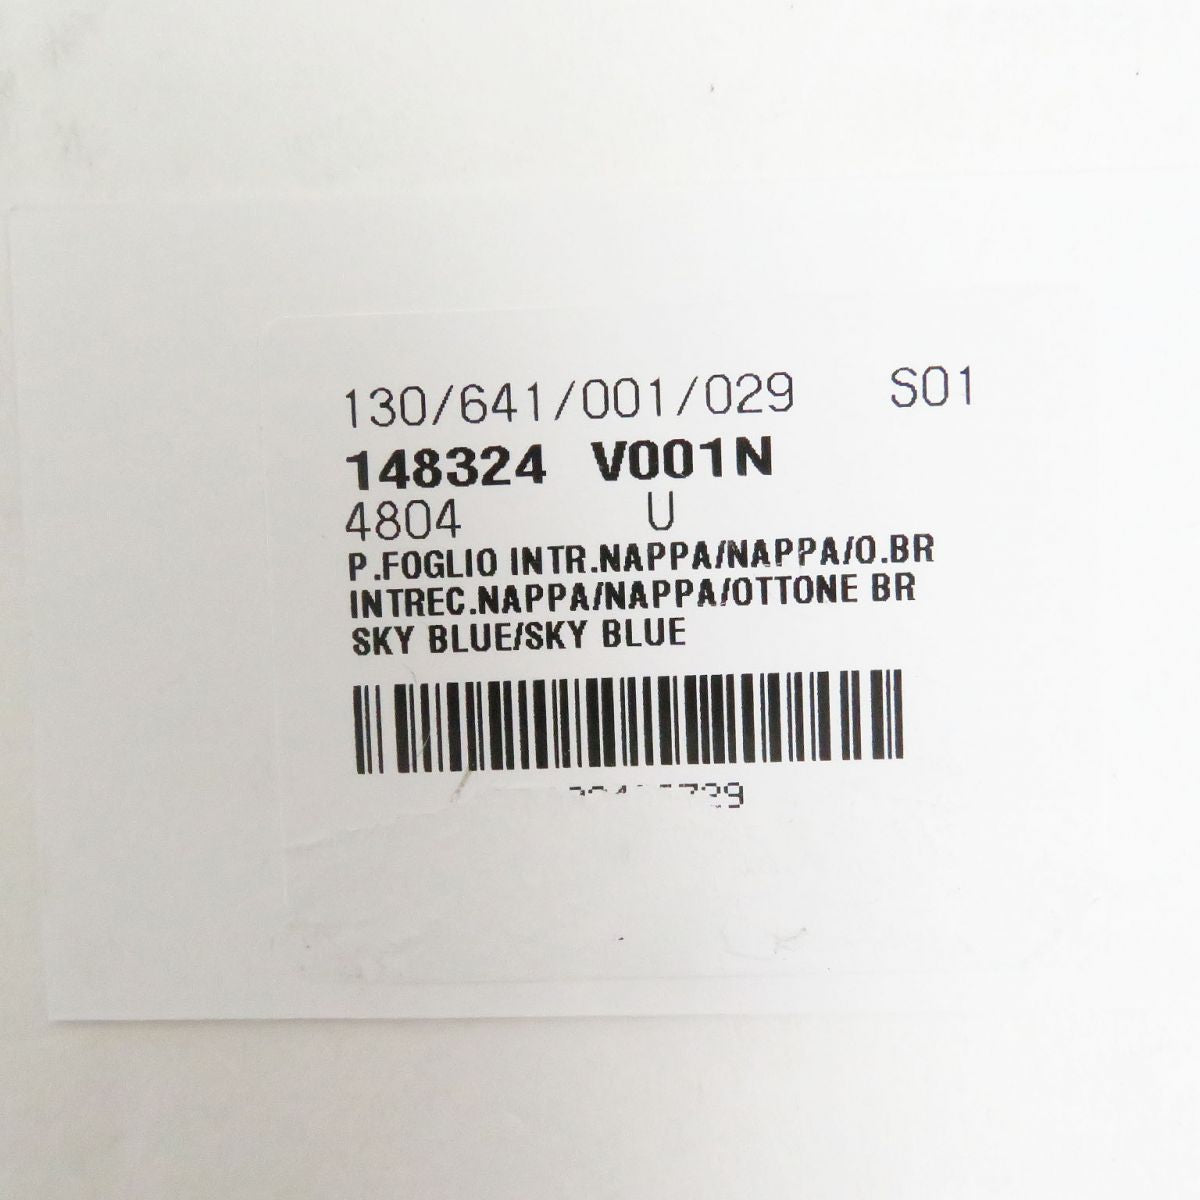 130/641/001/029 S01
148324 V001N
4804 U
P.FOGLIO INTR.NAPPA/NAPPA/O.BR
INTREC.NAPPA/NAPPA/OTTONE BR
SKY BLUE/SKY BLUE